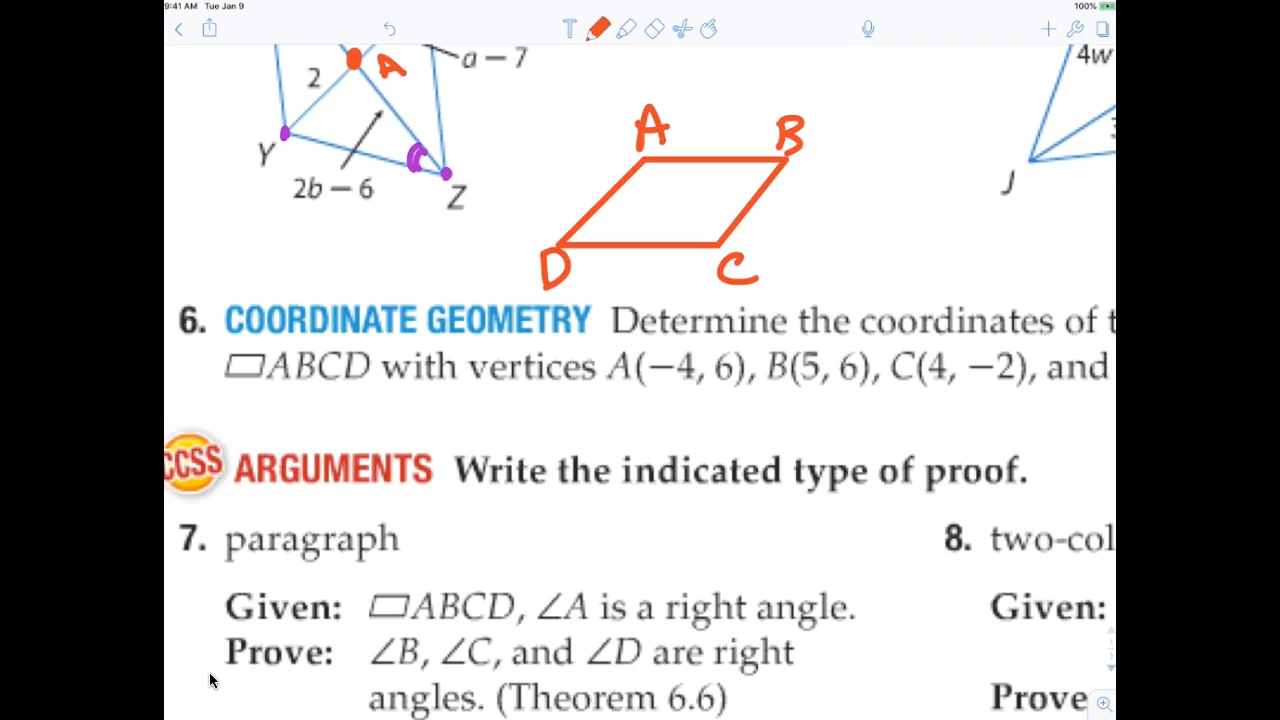 9:41 AM Tue Jan 9
100%
T
a − 7
4w
2
A
Y
2b − 6
Z
A
B
D
C
J
3
6. COORDINATE GEOMETRY Determine the coordinates of t
▱ABCD with vertices A(−4, 6), B(5, 6), C(4, −2), and
CCSS ARGUMENTS Write the indicated type of proof.
7. paragraph
8. two-col
Given: ▱ABCD, ∠A is a right angle.
Given:
Prove: ∠B, ∠C, and ∠D are right
angles. (Theorem 6.6)
Prove